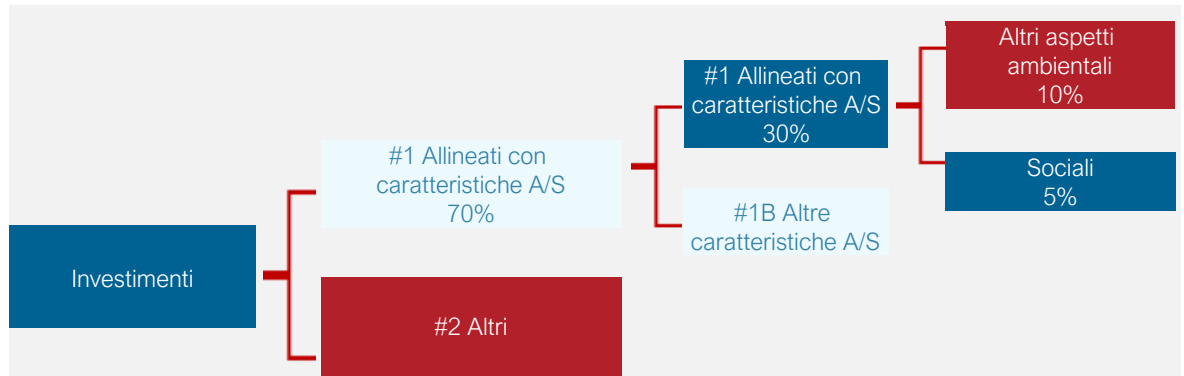 Investimenti
#1 Allineati con
caratteristiche A/S
70%
#2 Altri
#1 Allineati con
caratteristiche A/S
30%
#1B Altre
caratteristiche A/S
Altri aspetti
ambientali
10%
Sociali
5%